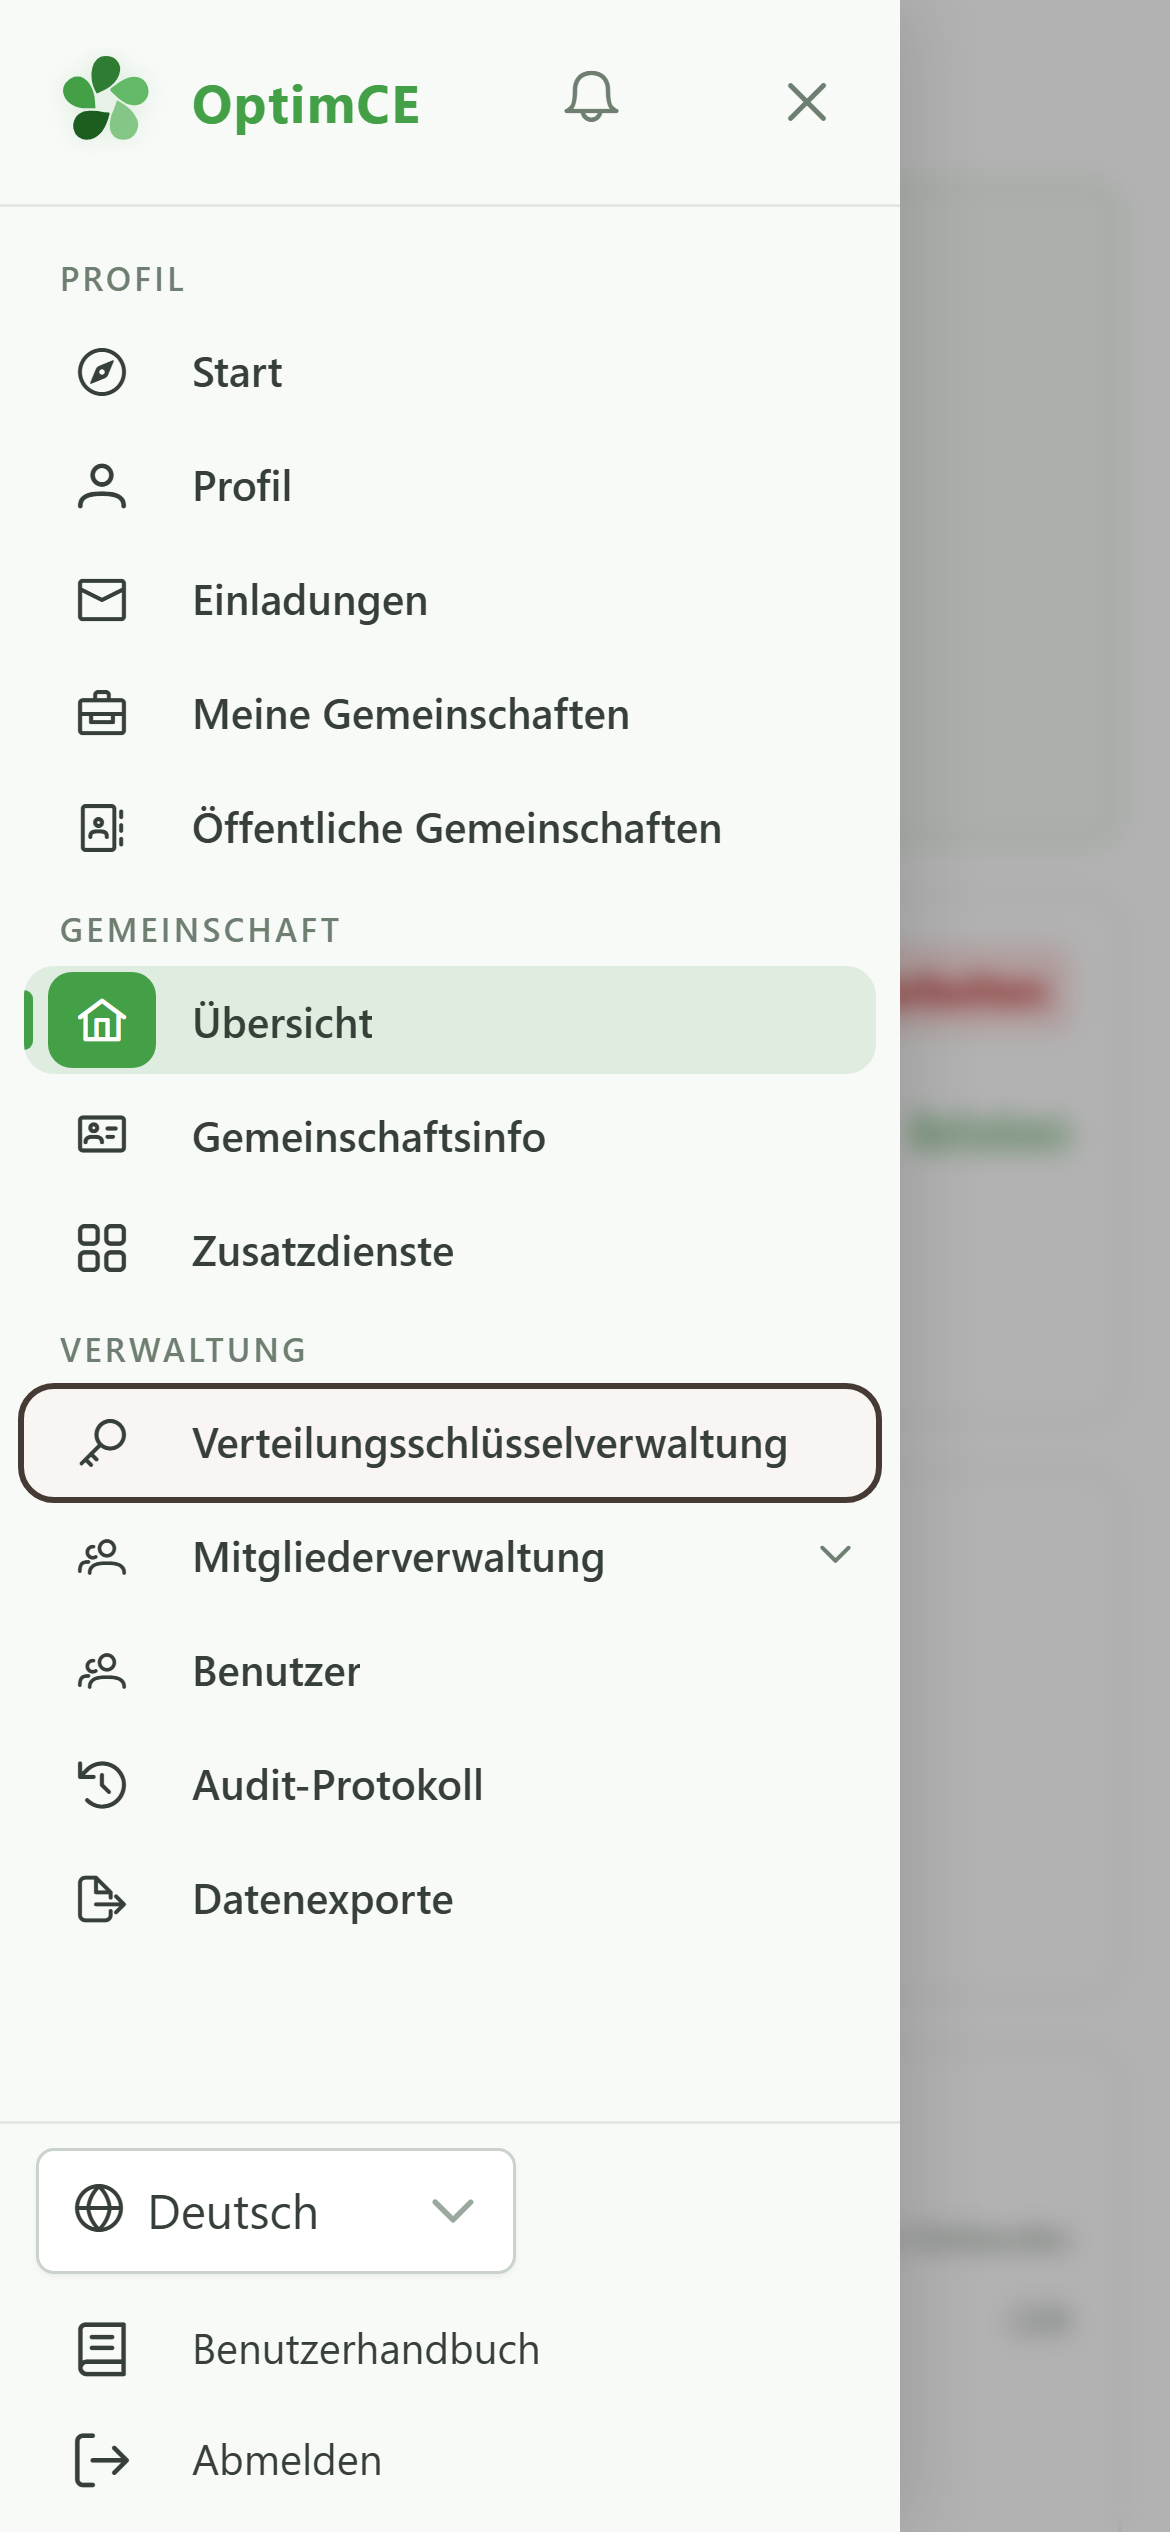 OptimCE
PROFIL
Start
Profil
Einladungen
Meine Gemeinschaften
Öffentliche Gemeinschaften
GEMEINSCHAFT
Übersicht
Gemeinschaftsinfo
Zusatzdienste
VERWALTUNG
Verteilungsschlüsselverwaltung
Mitgliederverwaltung
Benutzer
Audit-Protokoll
Datenexporte
Deutsch
Benutzerhandbuch
Abmelden